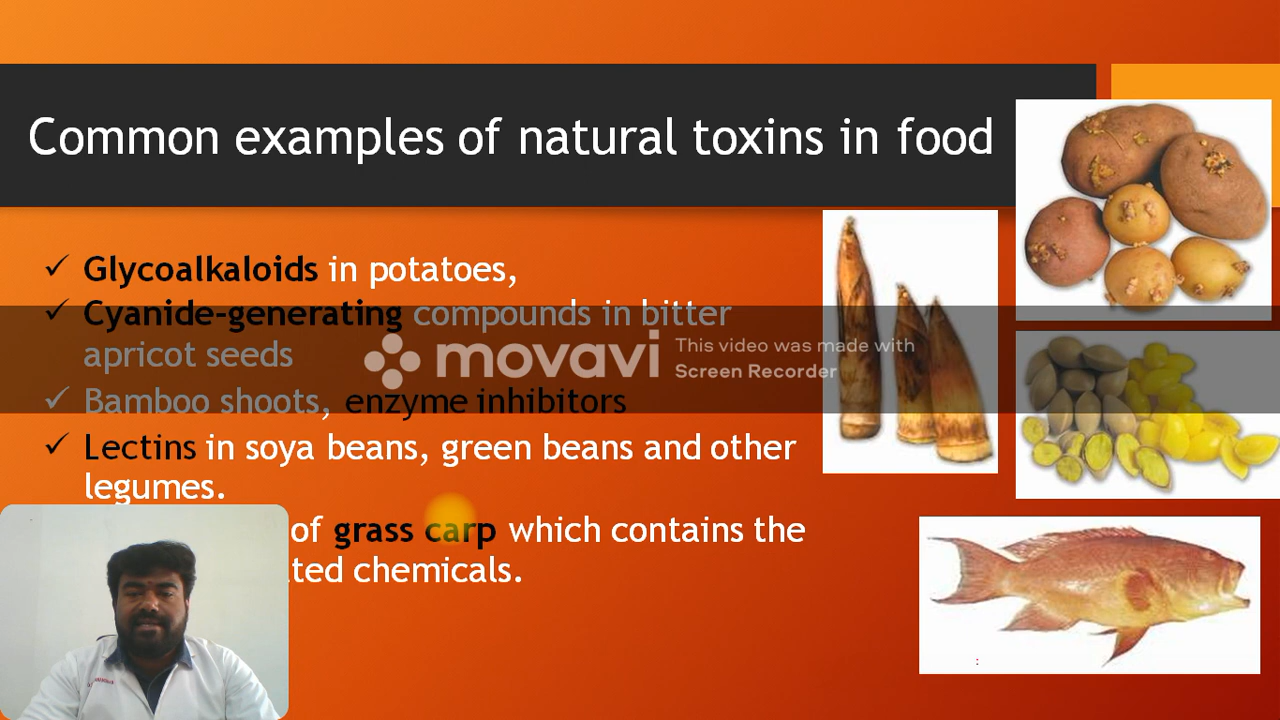 Common examples of natural toxins in food
Glycoalkaloids in potatoes,
Cyanide-generating compounds in bitter
apricot seeds
Bamboo shoots, enzyme inhibitors
Lectins in soya beans, green beans and other
legumes.
of grass carp which contains the
ted chemicals.
movavi
This video was made with
Screen Recorder